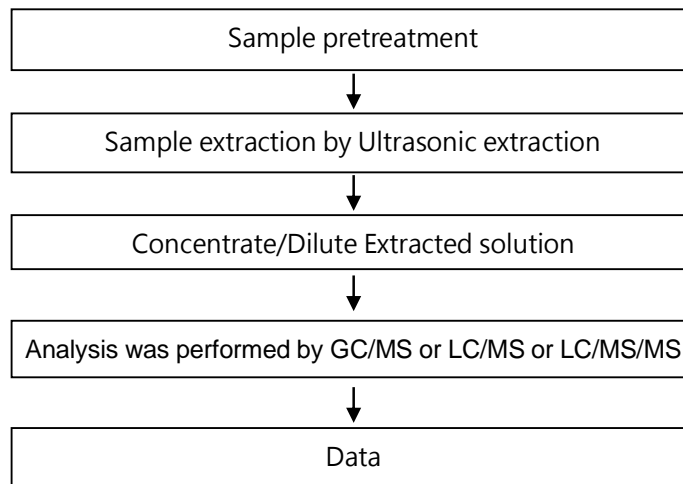 Sample pretreatment
Sample extraction by Ultrasonic extraction
Concentrate/Dilute Extracted solution
Analysis was performed by GC/MS or LC/MS or LC/MS/MS
Data